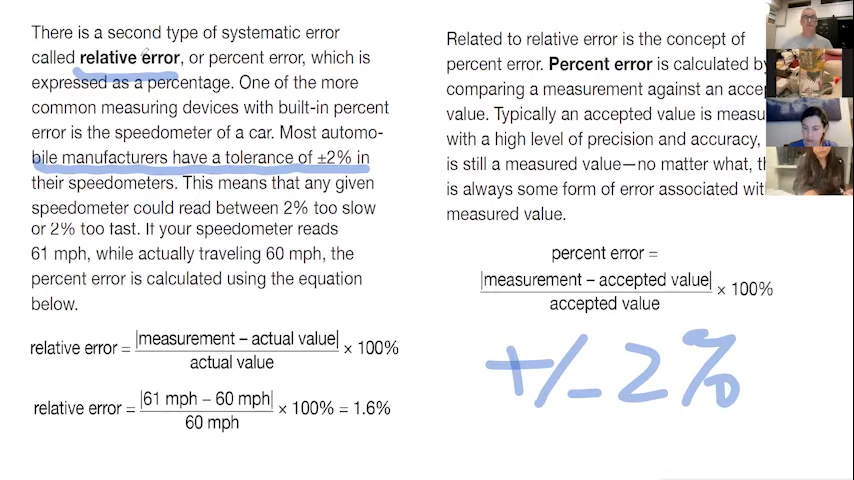 There is a second type of systematic error
called relative error, or percent error, which is
expressed as a percentage. One of the more
common measuring devices with built-in percent
error is the speedometer of a car. Most automo-
bile manufacturers have a tolerance of ±2% in
their speedometers. This means that any given
speedometer could read between 2% too slow
or 2% too fast. If your speedometer reads
61 mph, while actually traveling 60 mph, the
percent error is calculated using the equation
below.
relative error = |measurement – actual value| / actual value × 100%
relative error = |61 mph – 60 mph| / 60 mph × 100% = 1.6%
Related to relative error is the concept of
percent error. Percent error is calculated by
comparing a measurement against an
value. Typically an accepted value is
with a high level of precision and accuracy,
is still a measured value—no matter what,
is always some form of error associated
measured value.
percent error =
|measurement – accepted value| / accepted value × 100%
+/- 2%